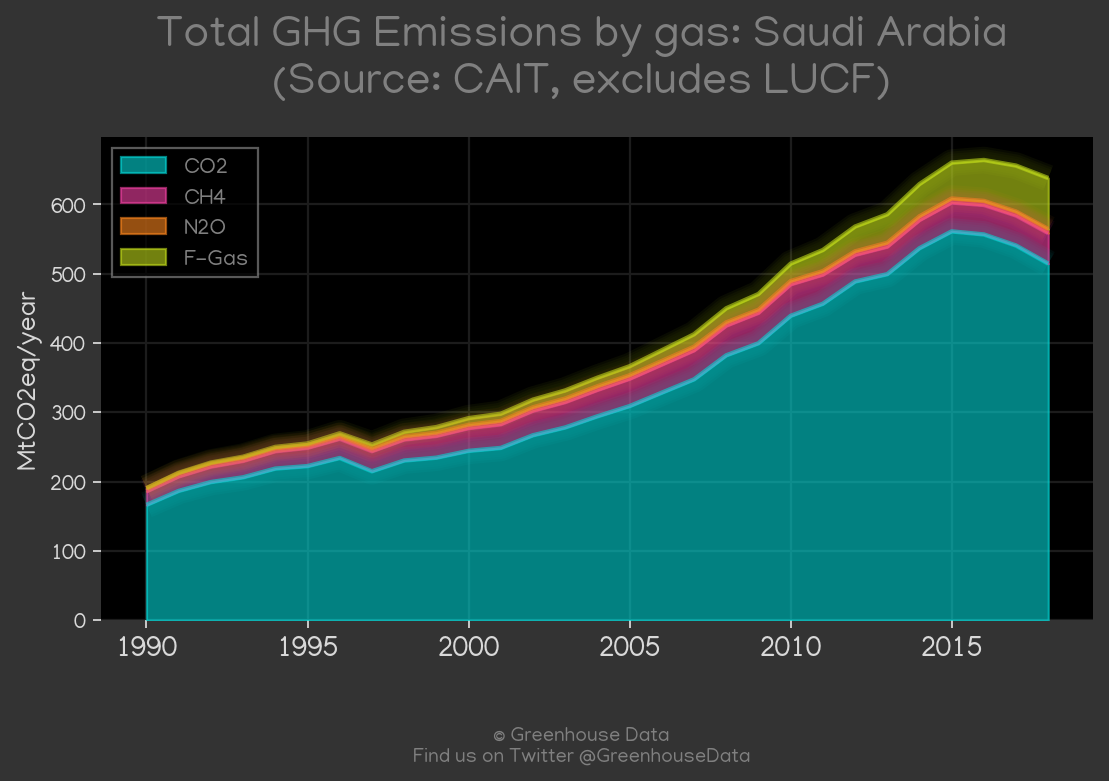 Total GHG Emissions by gas: Saudi Arabia
(Source: CAIT, excludes LUCF)
CO2
CH4
N2O
F-Gas
MtCO2eq/year
600
500
400
300
200
100
0
1990 1995 2000 2005 2010 2015
© Greenhouse Data
Find us on Twitter @GreenhouseData